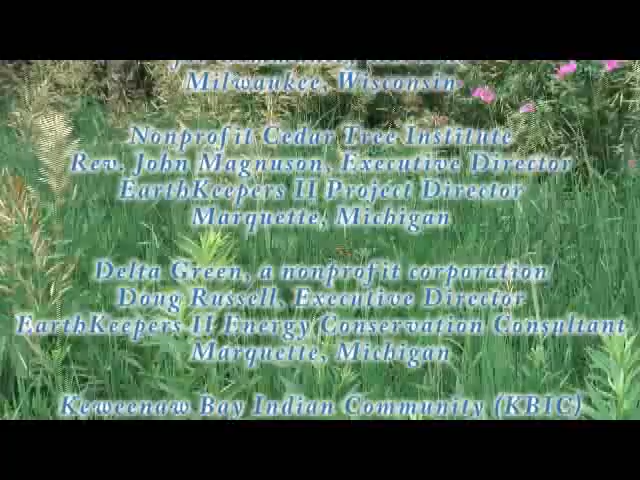 Milwaukee, Wisconsin
Nonprofit Cedar Tree Institute
Rev. John Magnuson, Executive Director
EarthKeepers II Project Director
Marquette, Michigan
Delta Green, a nonprofit corporation
Doug Russell, Executive Director
EarthKeepers II Energy Conservation Consultant
Marquette, Michigan
Keweenaw Bay Indian Community (KBIC)